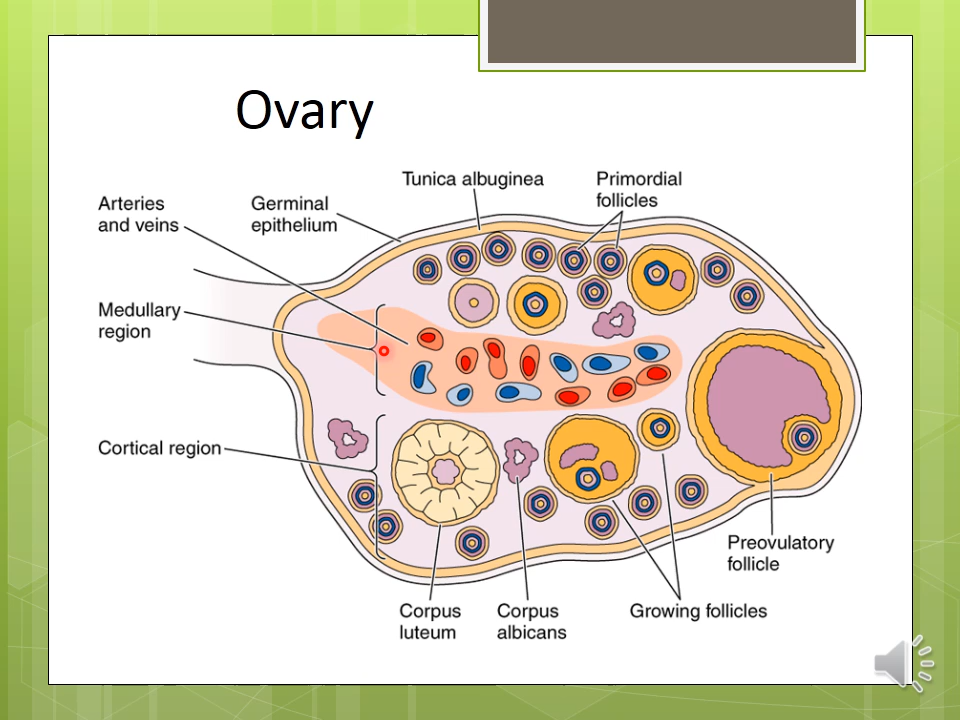 Ovary
Tunica albuginea
Primordial
follicles
Arteries
and veins
Germinal
epithelium
Medullary
region
Cortical region
Preovulatory
follicle
Corpus
luteum
Corpus
albicans
Growing follicles